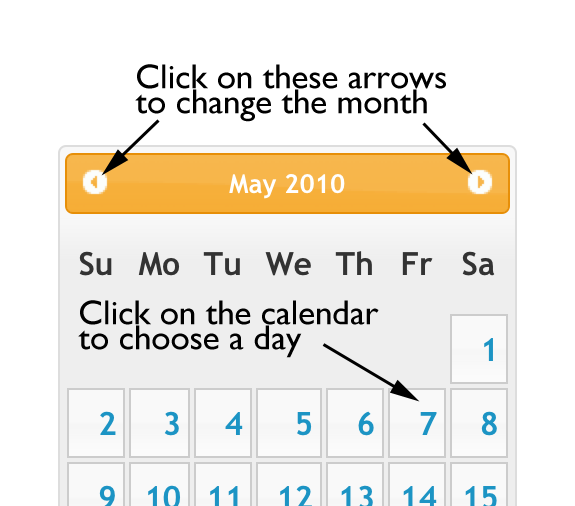 Click on these arrows
to change the month
May 2010
Su Mo Tu We Th Fr Sa
Click on the calendar
to choose a day
1
2 3 4 5 6 7 8
9 10 11 12 13 14 15